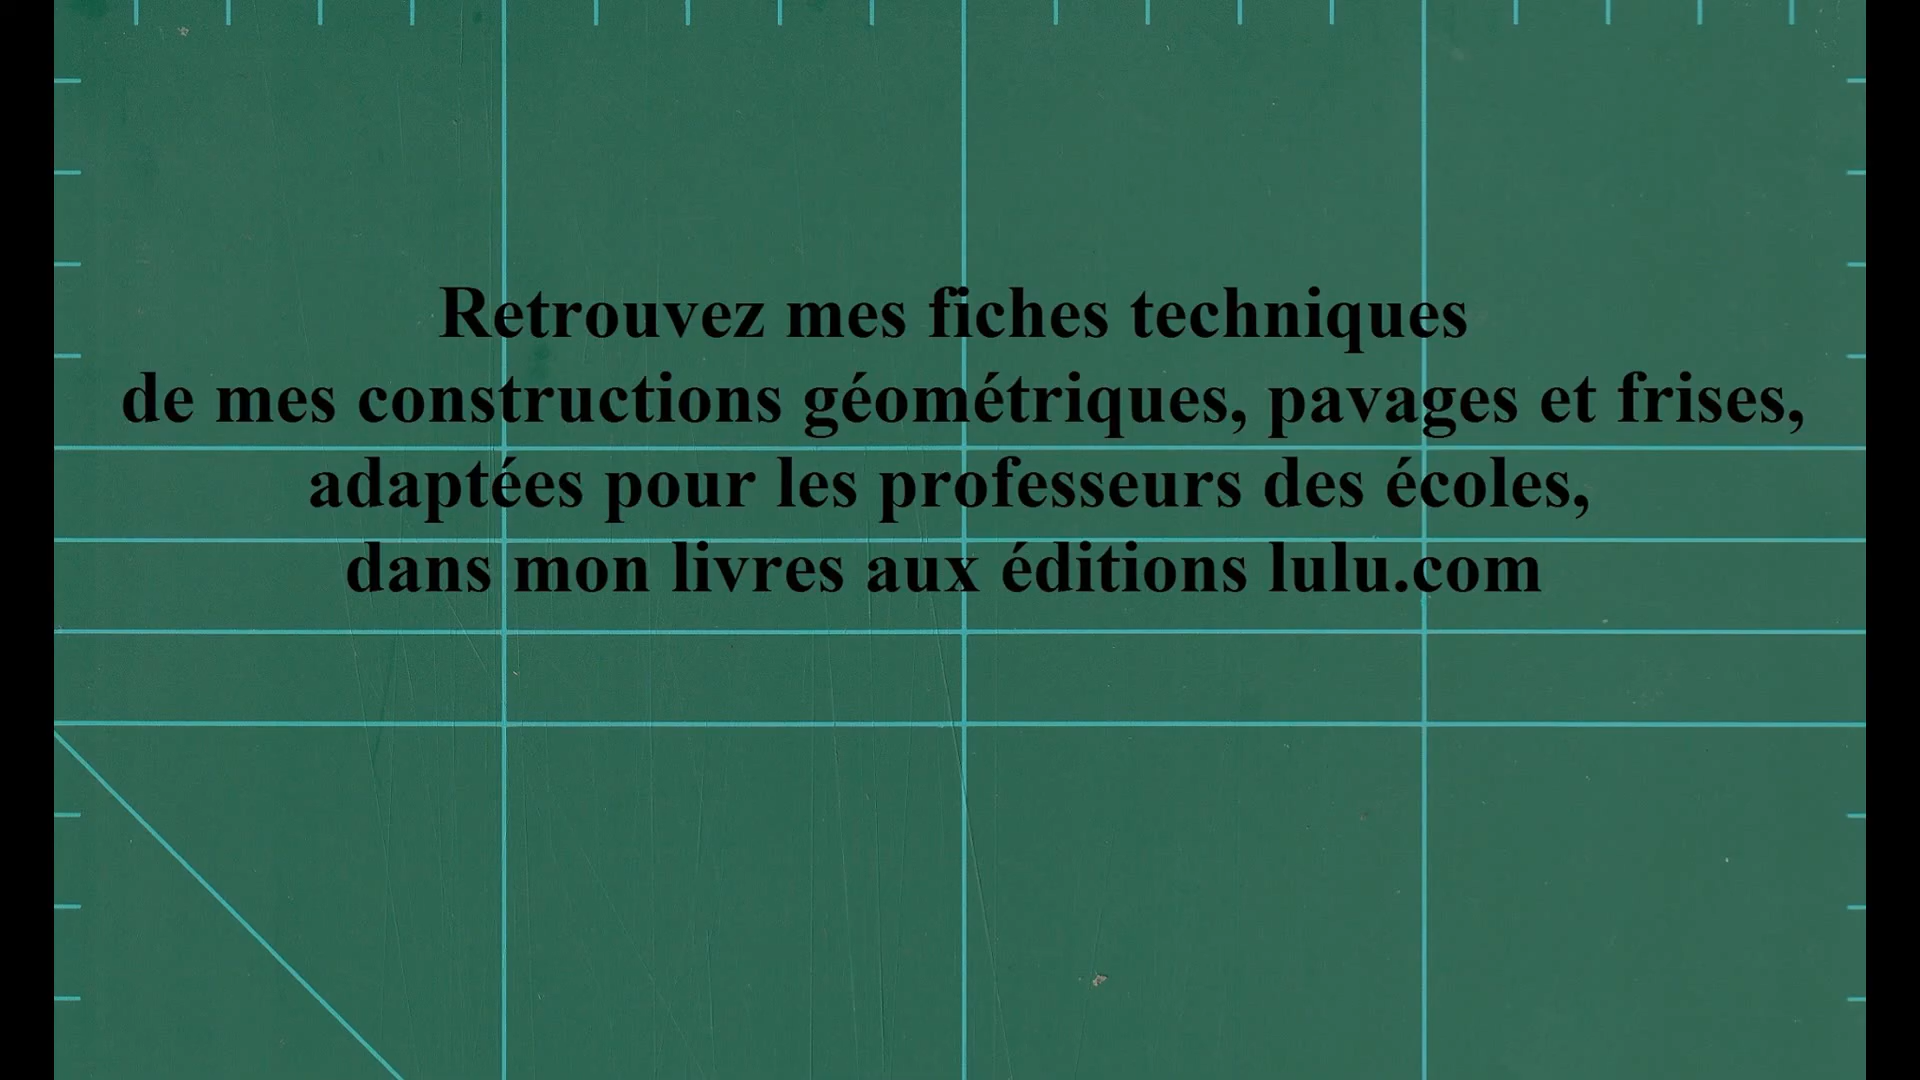 Retrouvez mes fiches techniques
de mes constructions géométriques, pavages et frises,
adaptées pour les professeurs des écoles,
dans mon livres aux éditions lulu.com